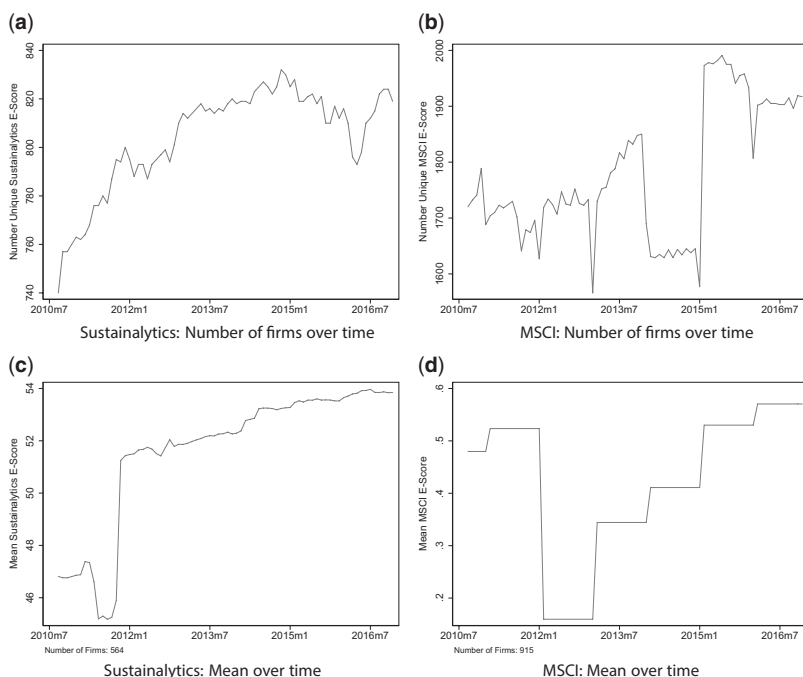 (a)
Number Unique Sustainalytics E-Score
840
820
800
780
760
740
2010m7 2012m1 2013m7 2015m1 2016m7
Sustainalytics: Number of firms over time
(b)
Number Unique MSCI E-Score
2000
1900
1800
1700
1600
2010m7 2012m1 2013m7 2015m1 2016m7
MSCI: Number of firms over time
(c)
Mean Sustainalytics E-Score
54
52
50
48
46
2010m7 2012m1 2013m7 2015m1 2016m7
Number of Firms: 564
Sustainalytics: Mean over time
(d)
Mean MSCI E-Score
.6
.5
.4
.3
.2
2010m7 2012m1 2013m7 2015m1 2016m7
Number of Firms: 915
MSCI: Mean over time